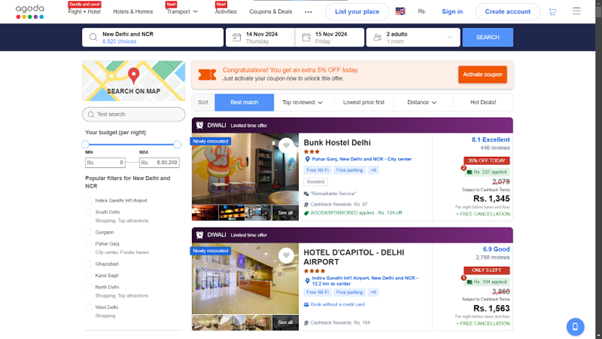 agoda
Bundle and save!
Flight + Hotel
Hotels & Homes
New!
Transport
New!
Activities
Coupons & Deals
•••
List your place
Rs.
Sign in
Create account
New Delhi and NCR
6,920 choices
14 Nov 2024
Thursday
15 Nov 2024
Friday
2 adults
1 room
SEARCH
SEARCH ON MAP
Text search
Your budget (per night)
MIN
MAX
Rs. 0
Rs. 6,00,209
Popular filters for New Delhi and
NCR
Indira Gandhi Int'l Airport
South Delhi
Shopping, Top attractions
Gurgaon
Pahar Ganj
City center, Foodie haven
Ghaziabad
Karol Bagh
North Delhi
Shopping, Top attractions
West Delhi
Shopping
Congratulations! You get an extra 5% OFF today.
Just activate your coupon now to unlock this offer.
Activate coupon
Sort
Best match
Top reviewed
Lowest price first
Distance
Hot Deals!
DIWALI Limited time offer
Newly renovated
See all
Bunk Hostel Delhi
Pahar Ganj, New Delhi and NCR - City center
Free Wi-Fi
Free parking
+6
Boosted
"Remarkable Service"
Cashback Rewards: Rs. 87
AGODASPONSORED applied - Rs. 134 off
8.1 Excellent
446 reviews
35% OFF TODAY
Rs. 237 applied
2,079
Subject to Cashback Terms
Rs. 1,345
Per night before taxes and fees
+ FREE CANCELLATION
DIWALI Limited time offer
Newly renovated
See all
HOTEL D'CAPITOL - DELHI
AIRPORT
Indira Gandhi Int'l Airport, New Delhi and NCR -
12.2 km to center
Free Wi-Fi
Free parking
+6
Book without a credit card
Cashback Rewards: Rs. 104
6.9 Good
2,788 reviews
ONLY 3 LEFT
Rs. 104 applied
3,860
Subject to Cashback Terms
Rs. 1,563
Per night before taxes and fees
+ FREE CANCELLATION